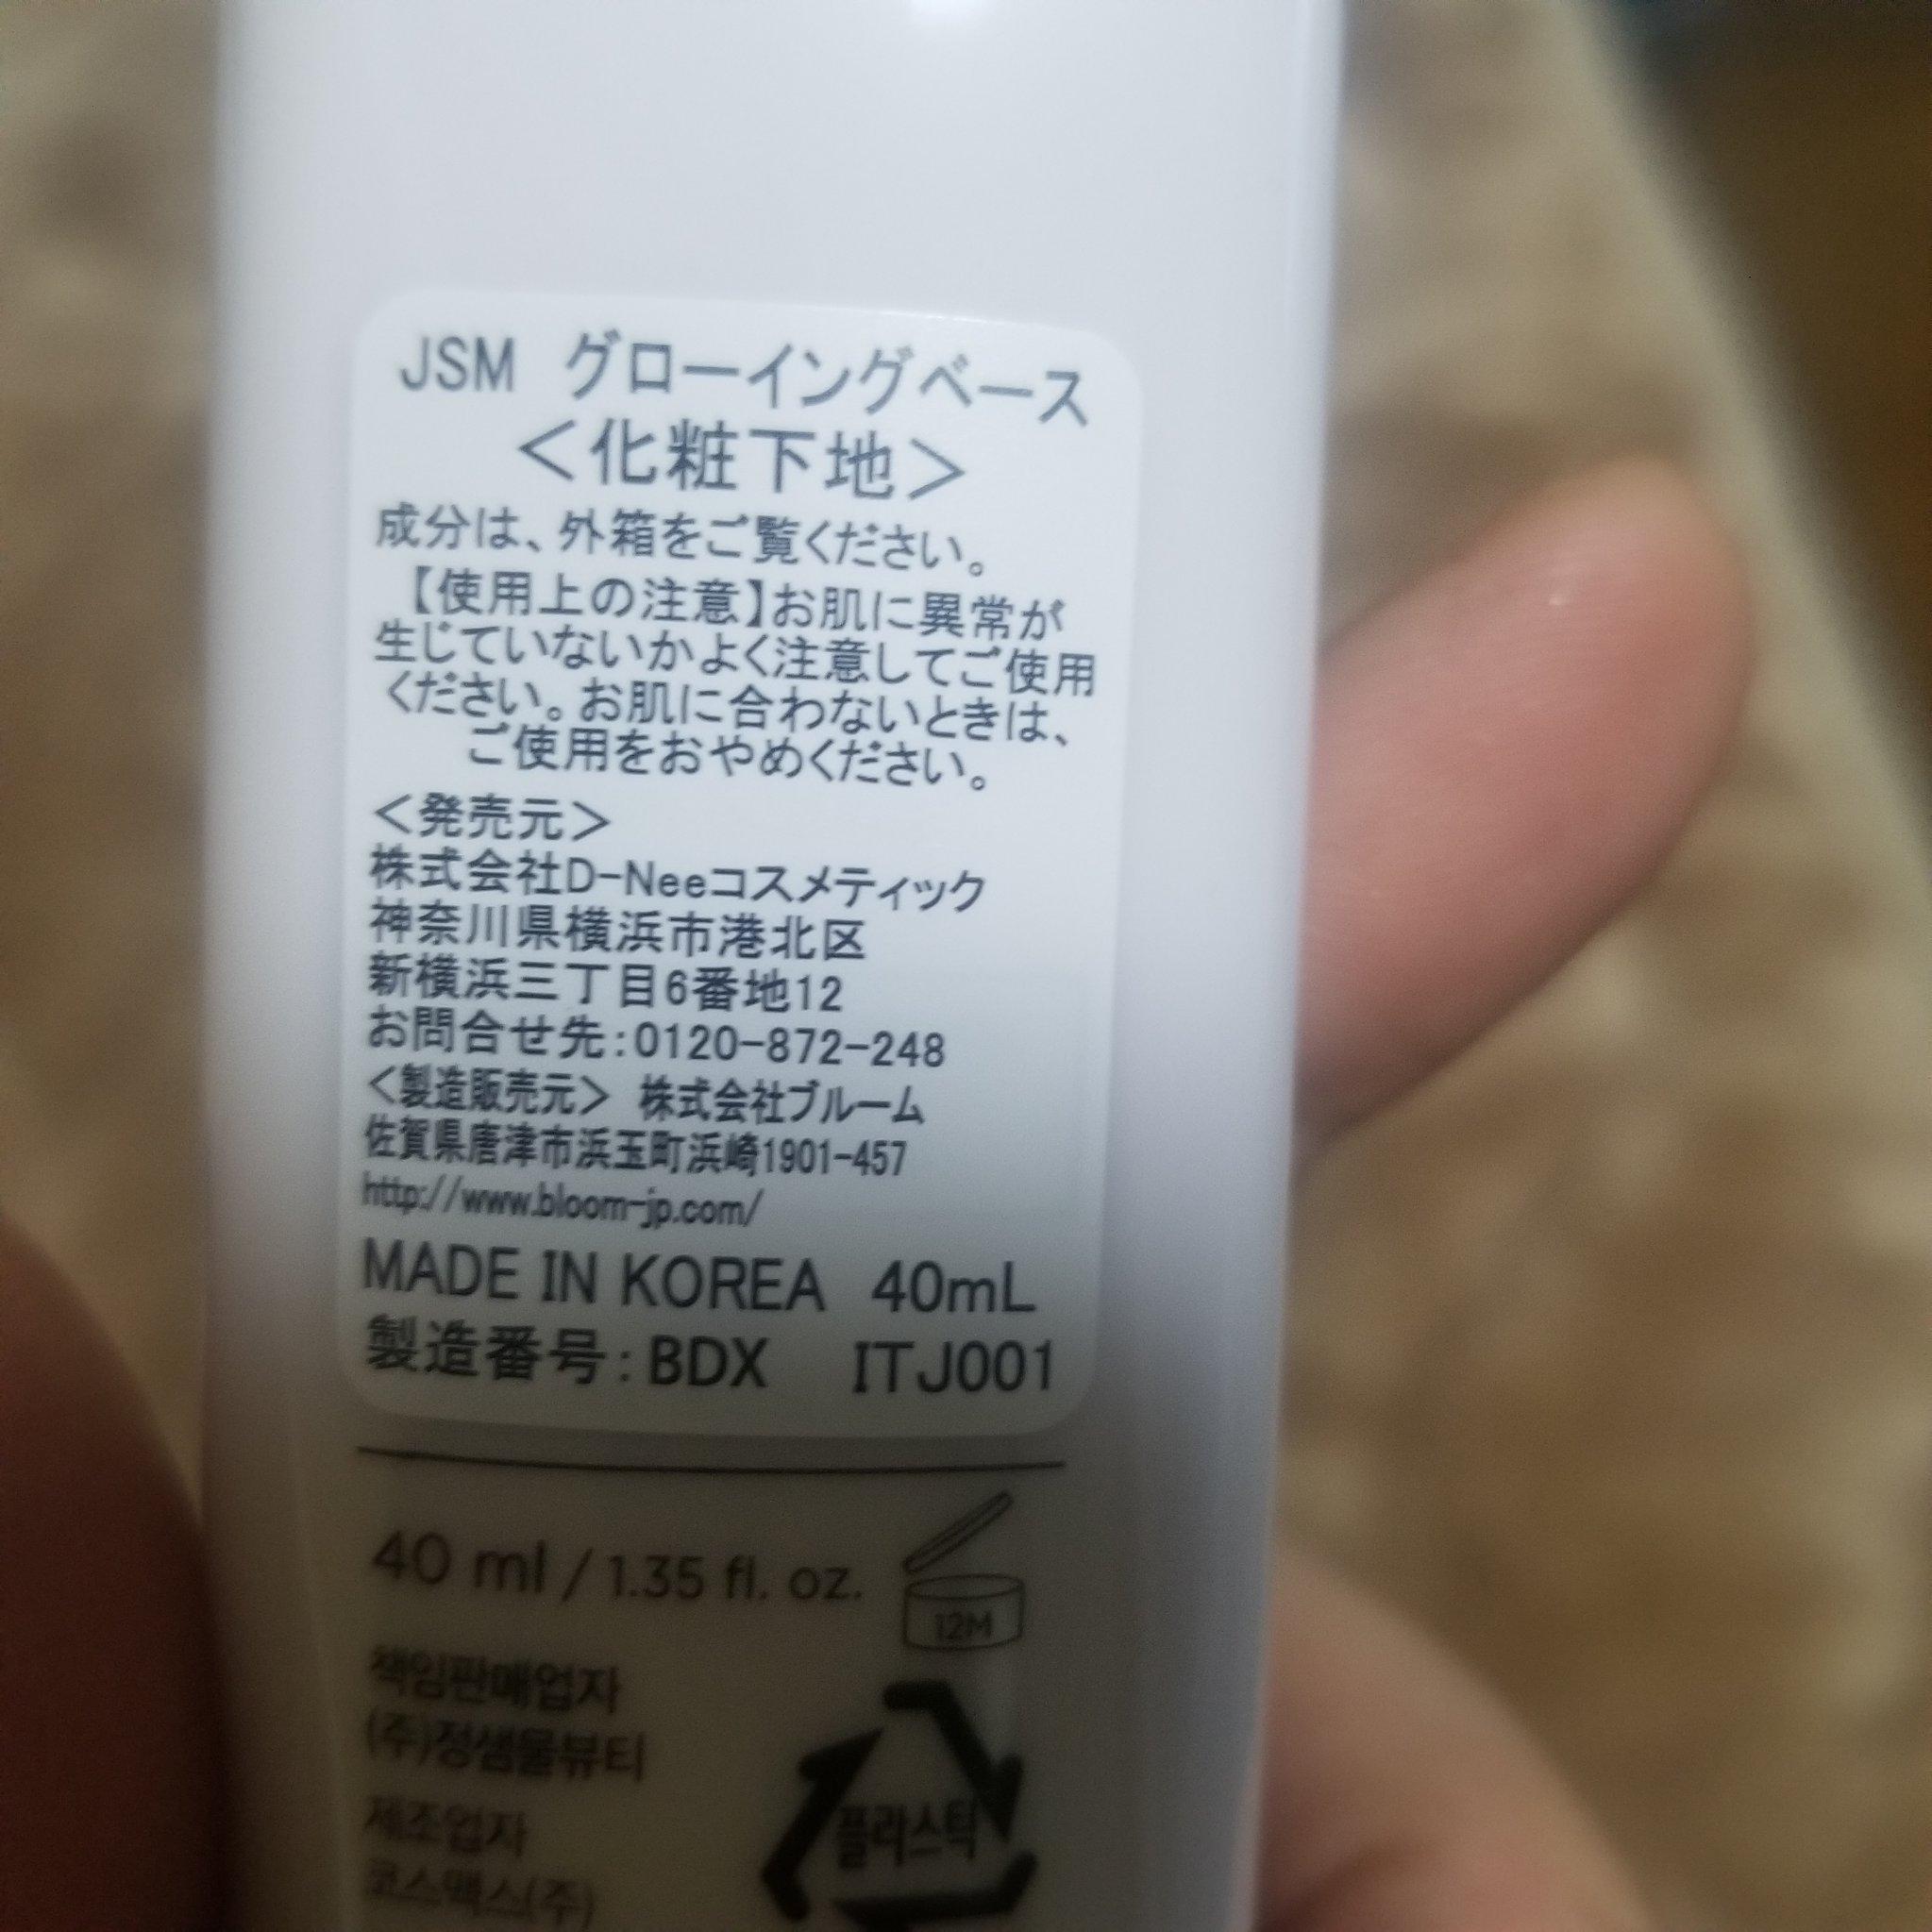 JSM グローイングベース
＜化粧下地＞
成分は、外箱をご覧ください。
【使用上の注意】お肌に異常が
生じていないかよく注意してご使用
ください。お肌に合わないときは、
ご使用をおやめください。
＜発売元＞
株式会社D-Neeコスメティック
神奈川県横浜市港北区
新横浜三丁目6番地12
お問合せ先:0120-872-248
＜製造販売元＞ 株式会社ブルーム
佐賀県唐津市浜玉町浜崎1901-457
http://www.bloom-jp.com/
MADE IN KOREA 40mL
製造番号:BDX ITJ001
40 ml / 1.35 fl. oz.
12M
책임판매업자
(주)정샘물뷰티
제조업자
코스맥스(주)
플라스틱